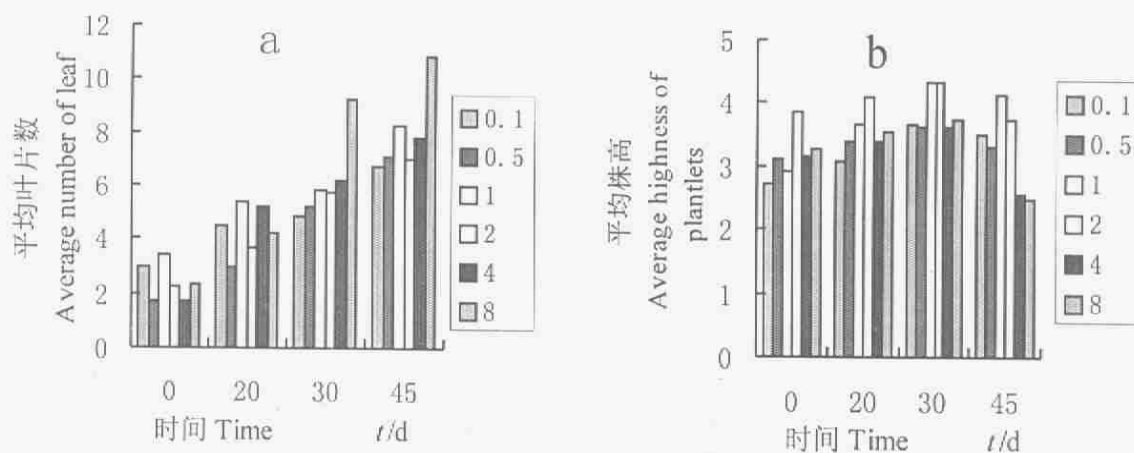 a
12
10
8
6
4
2
0
平均叶片数
Average number of leaf
0 20 30 45
时间 Time t/d
0.1
0.5
1
2
4
8
b
5
4
3
2
1
0
平均株高
Average highness of
plantlets
0 20 30 45
时间 Time t/d
0.1
0.5
1
2
4
8